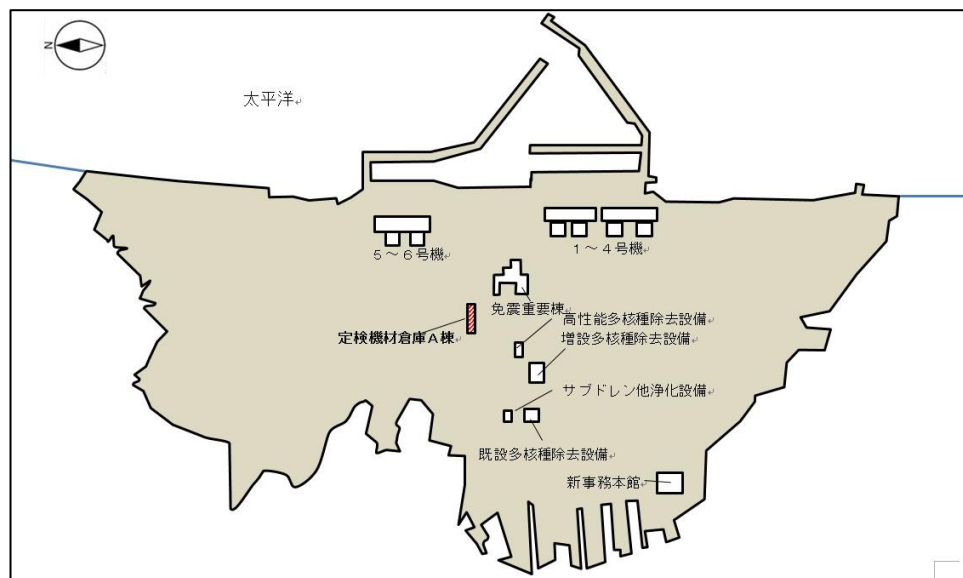 N
太平洋
5～6号機
1～4号機
免震重要棟
高性能多核種除去設備
定検機材倉庫A棟
増設多核種除去設備
サブドレン他浄化設備
既設多核種除去設備
新事務本館